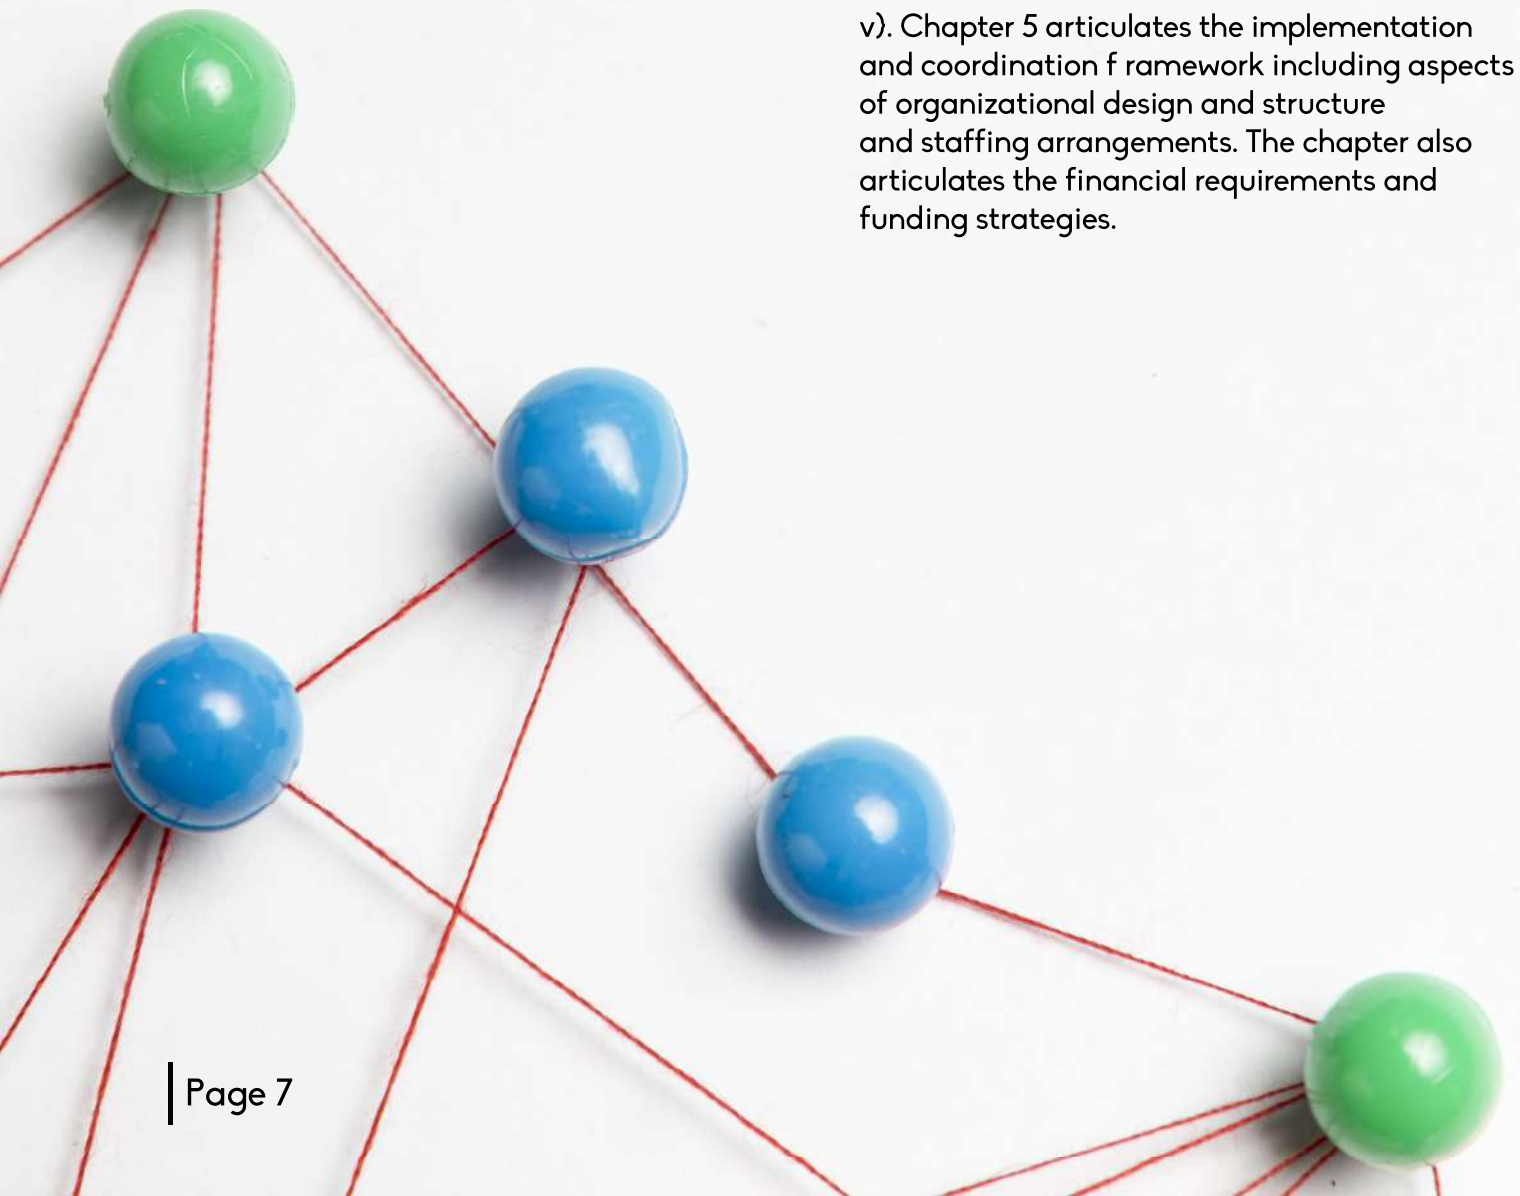 v). Chapter 5 articulates the implementation
and coordination f ramework including aspects
of organizational design and structure
and staffing arrangements. The chapter also
articulates the financial requirements and
funding strategies.
Page 7